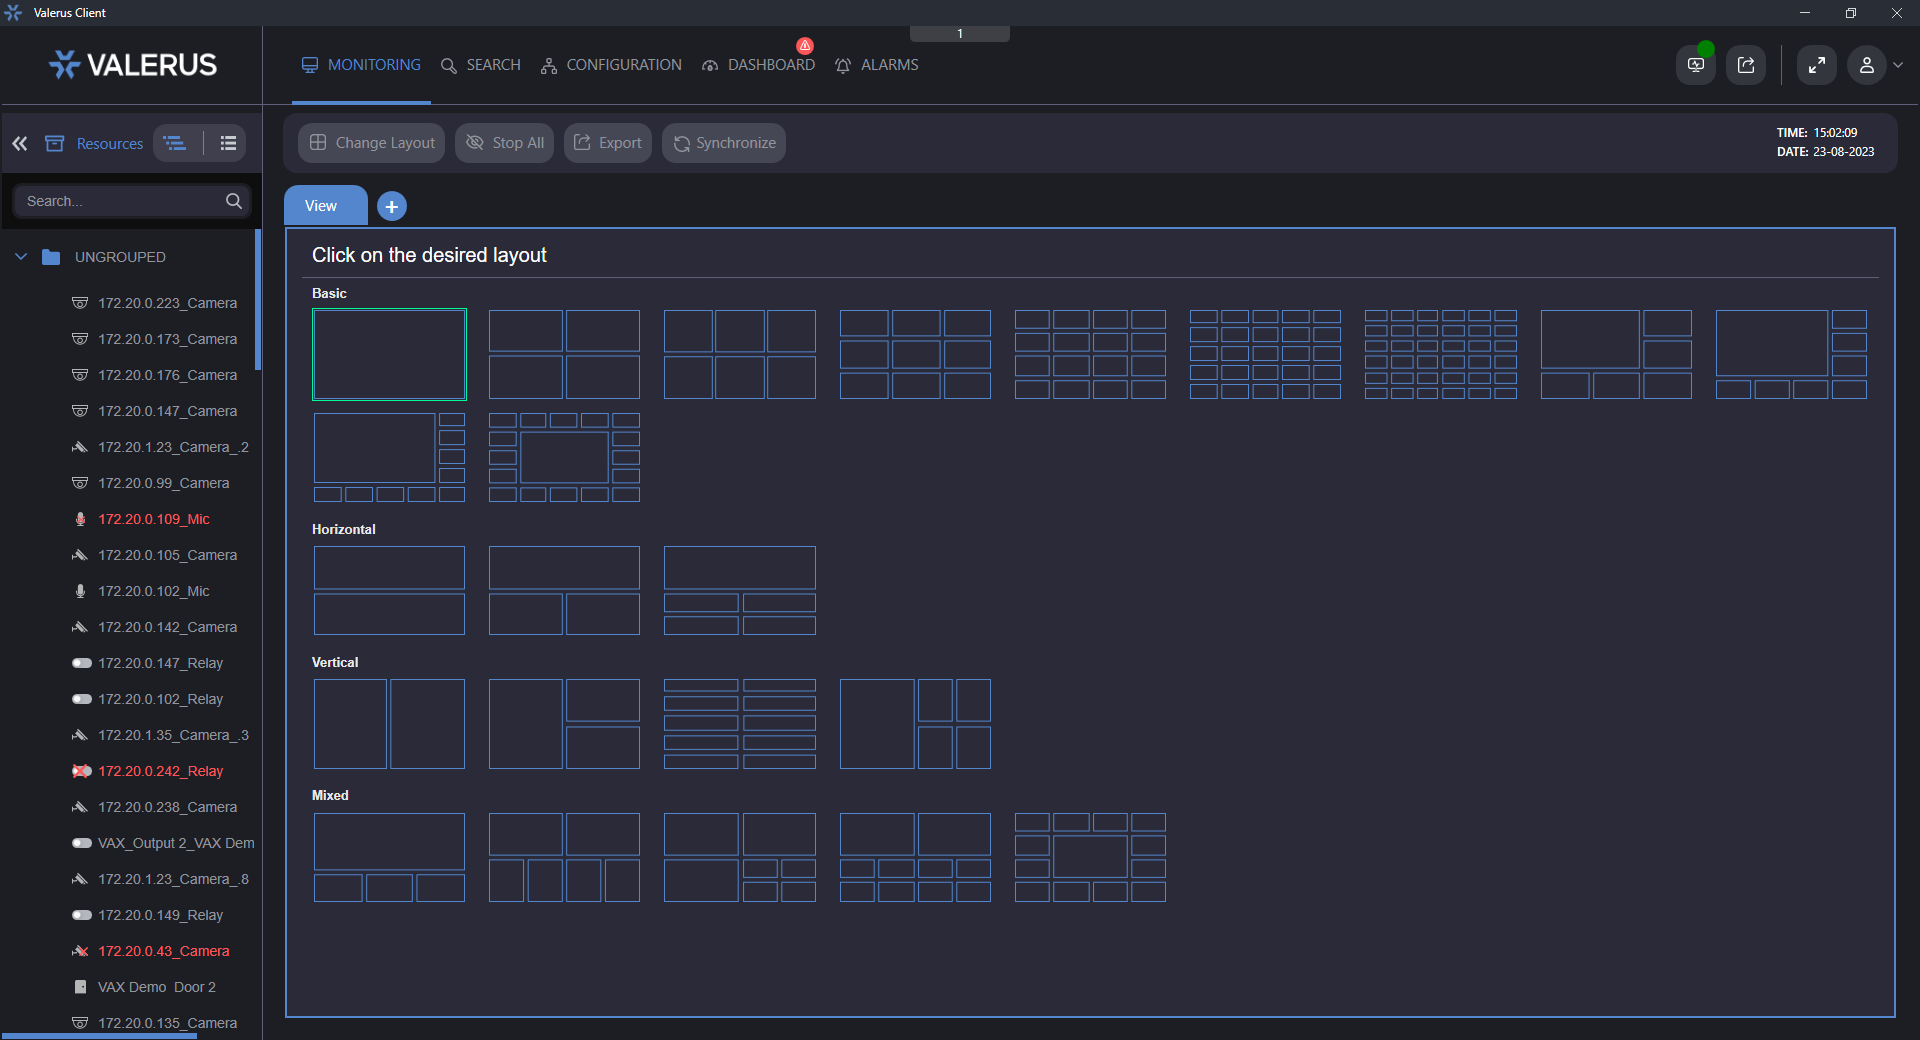 Valerus Client
1
VALERUS
MONITORING
SEARCH
CONFIGURATION
DASHBOARD
ALARMS
Resources
Change Layout
Stop All
Export
Synchronize
TIME: 15:02:09
DATE: 23-08-2023
Search...
View
+
UNGROUPED
172.20.0.223_Camera
172.20.0.173_Camera
172.20.0.176_Camera
172.20.0.147_Camera
172.20.1.23_Camera_.2
172.20.0.99_Camera
172.20.0.109_Mic
172.20.0.105_Camera
172.20.0.102_Mic
172.20.0.142_Camera
172.20.0.147_Relay
172.20.0.102_Relay
172.20.1.35_Camera_.3
172.20.0.242_Relay
172.20.0.238_Camera
VAX_Output 2_VAX Dem
172.20.1.23_Camera_.8
172.20.0.149_Relay
172.20.0.43_Camera
VAX Demo Door 2
172.20.0.135_Camera
Click on the desired layout
Basic
Horizontal
Vertical
Mixed